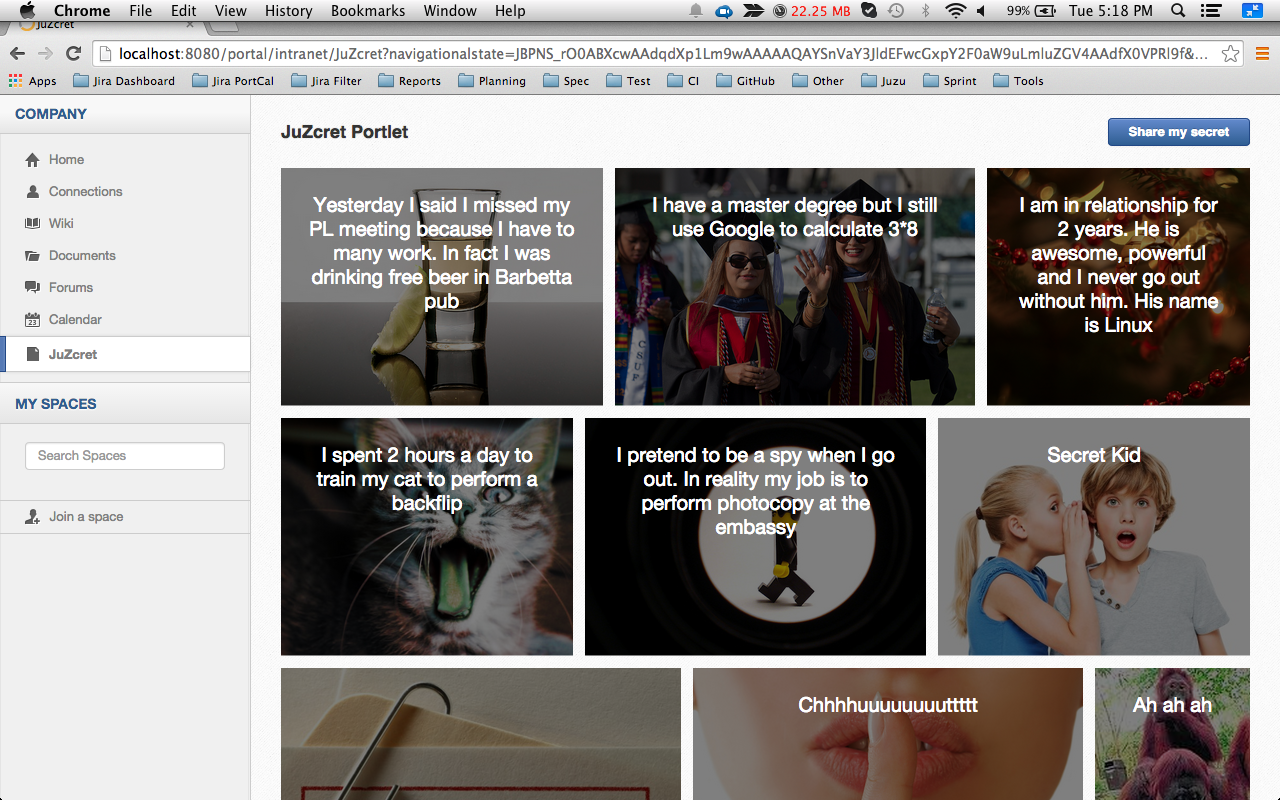 Chrome File Edit View History Bookmarks Window Help 22.25 MB 99% Tue 5:18 PM
JuZcret
localhost:8080/portal/intranet/JuZcret?navigationalstate=JBPNS_rO0ABXcwAAdqdXp1Lm9wAAAAAQAYSnVaY3JldEFwcGxpY2F0aW9uLmluZGV4AAdfX0VPRl9f&...
Apps Jira Dashboard Jira PortCal Jira Filter Reports Planning Spec Test CI GitHub Other Juzu Sprint Tools
COMPANY
Home
Connections
Wiki
Documents
Forums
23 Calendar
JuZcret
MY SPACES
Search Spaces
Join a space
JuZcret Portlet
Share my secret
Yesterday I said I missed my
PL meeting because I have to
many work. In fact I was
drinking free beer in Barbetta
pub
I have a master degree but I still
use Google to calculate 3*8
I am in relationship for
2 years. He is
awesome, powerful
and I never go out
without him. His name
is Linux
I spent 2 hours a day to
train my cat to perform a
backflip
I pretend to be a spy when I go
out. In reality my job is to
perform photocopy at the
embassy
Secret Kid
Chhhhuuuuuuuuttttt
Ah ah ah